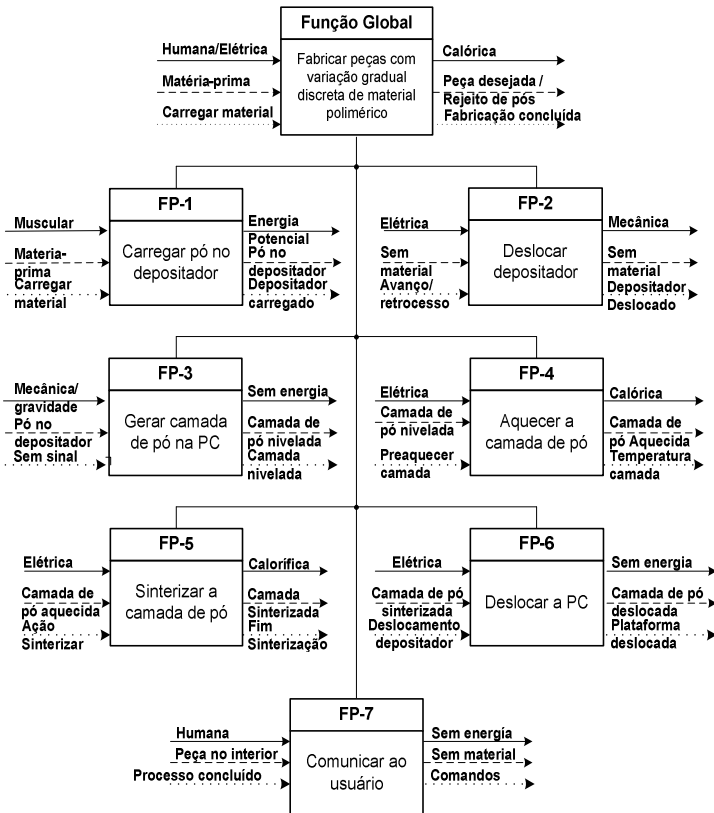 Função Global
Humana/Elétrica
Matéria-prima
Carregar material
Fabricar peças com
variação gradual
discreta de material
polimérico
Calórica
Peça desejada /
Rejeito de pós
Fabricação concluída
FP-1
Muscular
Materia-
prima
Carregar
material
Carregar pó no
depositador
Energia
Potencial
Pó no
depositador
Depositador
carregado
FP-2
Elétrica
Sem
material
Avanço/
retrocesso
Deslocar
depositador
Mecânica
Sem
material
Depositador
Deslocado
FP-3
Mecânica/
gravidade
Pó no
depositador
Sem sinal
Gerar camada
de pó na PC
Sem energia
Camada de
pó nivelada
Camada
nivelada
FP-4
Elétrica
Camada de
pó nivelada
Preaquecer
camada
Aquecer a
camada de pó
Calórica
Camada de
pó Aquecida
Temperatura
camada
FP-5
Elétrica
Camada de
pó aquecida
Ação
Sinterizar
Sinterizar a
camada de pó
Calorífica
Camada
Sinterizada
Fim
Sinterização
FP-6
Elétrica
Camada de pó
sinterizada
Deslocamento
depositador
Deslocar a PC
Sem energia
Camada de pó
deslocada
Plataforma
deslocada
FP-7
Humana
Peça no interior
Processo concluído
Comunicar ao
usuário
Sem energía
Sem material
Comandos